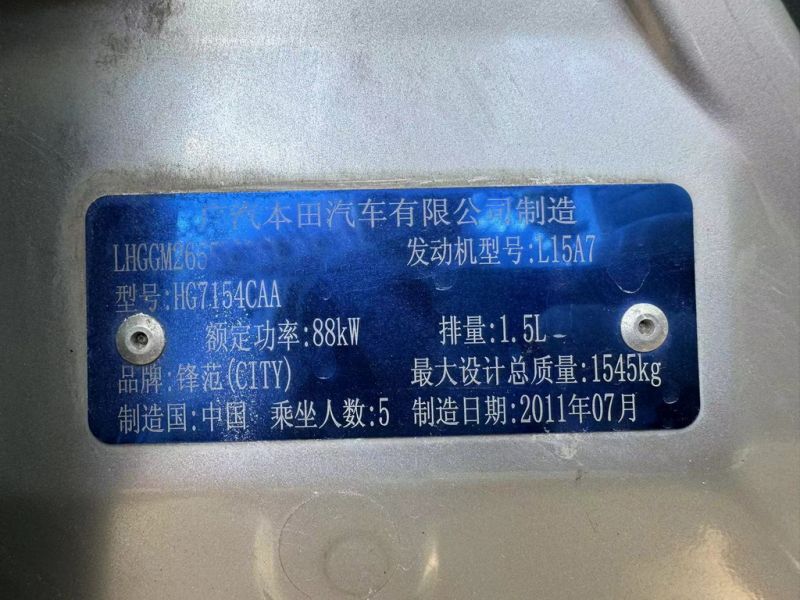 广汽本田汽车有限公司制造
LHGGM265 发动机型号:L15A7
型号:HG7154CAA
额定功率:88kW 排量:1.5L
品牌:锋范(CITY) 最大设计总质量:1545kg
制造国:中国 乘坐人数:5 制造日期:2011年07月